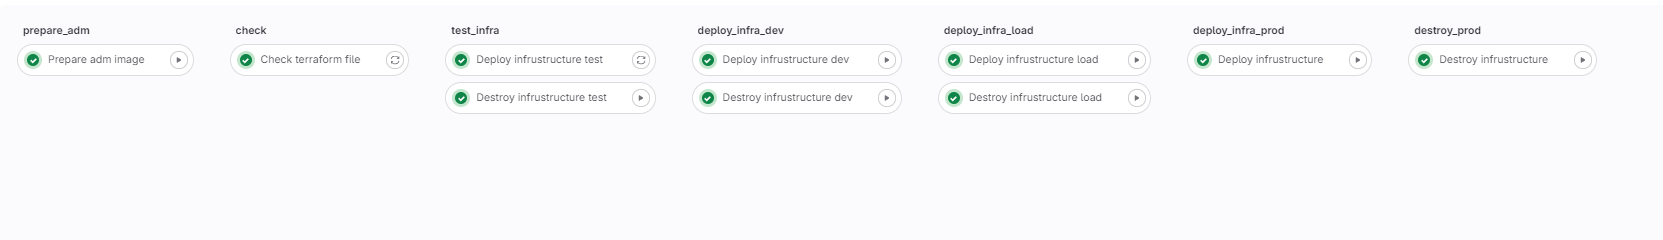 prepare_adm
Prepare adm image
check
Check terraform file
test_infra
Deploy infrustructure test
Destroy infrustructure test
deploy_infra_dev
Deploy infrustructure dev
Destroy infrustructure dev
deploy_infra_load
Deploy infrustructure load
Destroy infrustructure load
deploy_infra_prod
Deploy infrustructure
destroy_prod
Destroy infrustructure